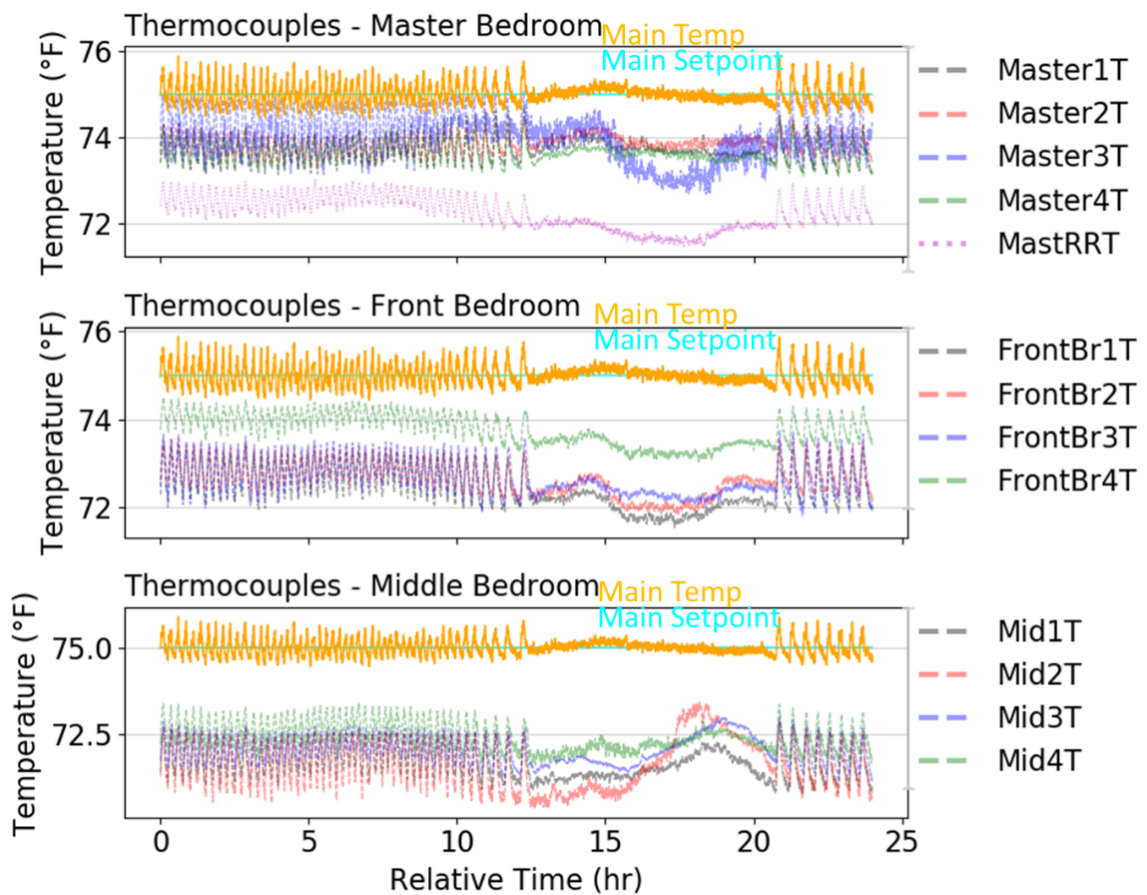 Thermocouples - Master Bedroom
Main Temp
Main Setpoint
Temperature (°F)
76
74
72
Master1T
Master2T
Master3T
Master4T
MastRRT
Thermocouples - Front Bedroom
Main Temp
Main Setpoint
Temperature (°F)
76
74
72
FrontBr1T
FrontBr2T
FrontBr3T
FrontBr4T
Thermocouples - Middle Bedroom
Main Temp
Main Setpoint
Temperature (°F)
75.0
72.5
Mid1T
Mid2T
Mid3T
Mid4T
0 5 10 15 20 25
Relative Time (hr)